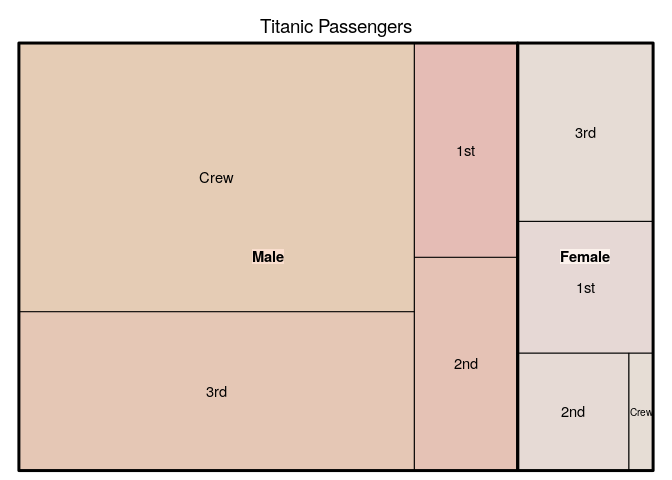 Titanic Passengers
Crew
1st
3rd
Male
Female
1st
2nd
3rd
2nd
Crew